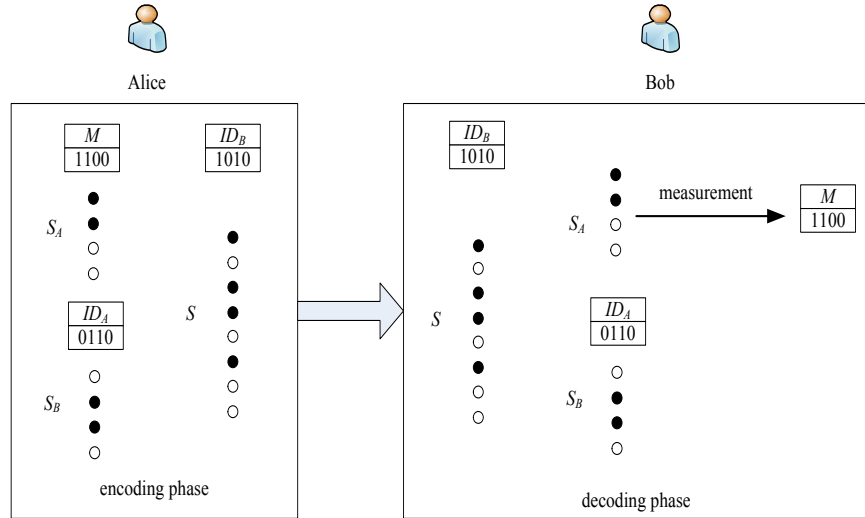 Alice
M
1100
ID_B
1010
S_A
ID_A
0110
S
S_B
encoding phase
Bob
ID_B
1010
S_A
measurement
M
1100
S
ID_A
0110
S_B
decoding phase